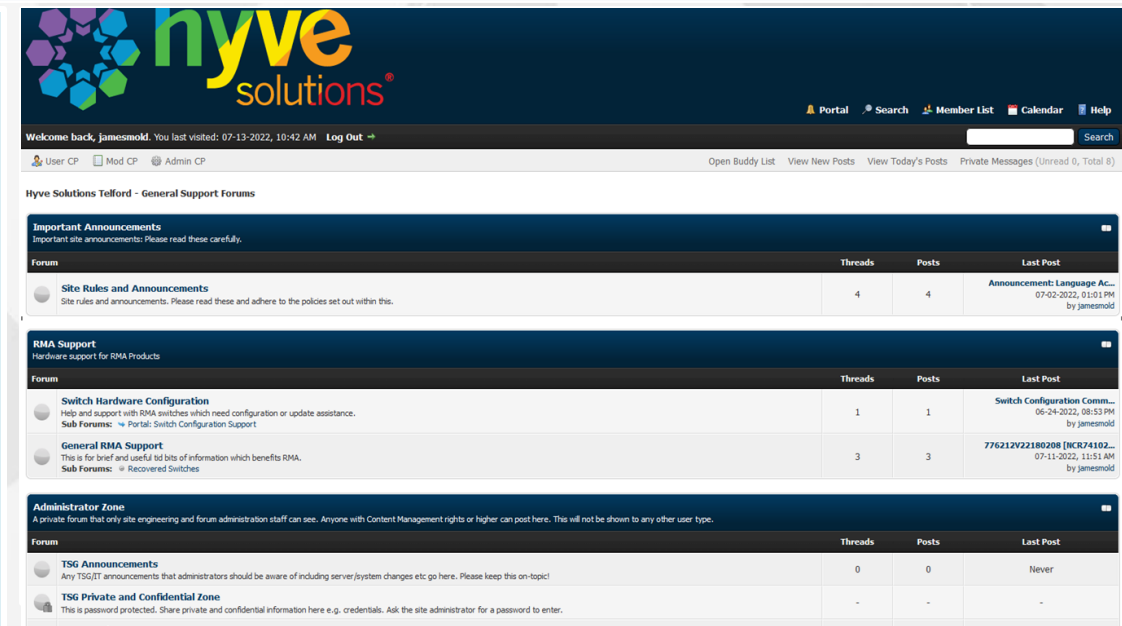 hyve
solutions®
Portal Search Member List Calendar Help
Welcome back, jamesmold. You last visited: 07-13-2022, 10:42 AM Log Out
Search
User CP Mod CP Admin CP
Open Buddy List View New Posts View Today's Posts Private Messages (Unread 0, Total 8)
Hyve Solutions Telford - General Support Forums
Important Announcements
Important site announcements: Please read these carefully.
Forum Threads Posts Last Post
Site Rules and Announcements
Site rules and announcements. Please read these and adhere to the policies set out within this.
4 4
Announcement: Language Ac...
07-02-2022, 01:01 PM
by jamesmold
RMA Support
Hardware support for RMA Products
Forum Threads Posts Last Post
Switch Hardware Configuration
Help and support with RMA switches which need configuration or update assistance.
Sub Forums: Portal: Switch Configuration Support
1 1
Switch Configuration Comm...
06-24-2022, 08:53 PM
by jamesmold
General RMA Support
This is for brief and useful tid bits of information which benefits RMA.
Sub Forums: Recovered Switches
3 3
776212V22180208 [NCR74102...
07-11-2022, 11:51 AM
by jamesmold
Administrator Zone
A private forum that only site engineering and forum administration staff can see. Anyone with Content Management rights or higher can post here. This will not be shown to any other user type.
Forum Threads Posts Last Post
TSG Announcements
Any TSG/IT announcements that administrators should be aware of including server/system changes etc go here. Please keep this on-topic!
0 0 Never
TSG Private and Confidential Zone
This is password protected. Share private and confidential information here e.g. credentials. Ask the site administrator for a password to enter.
- - -